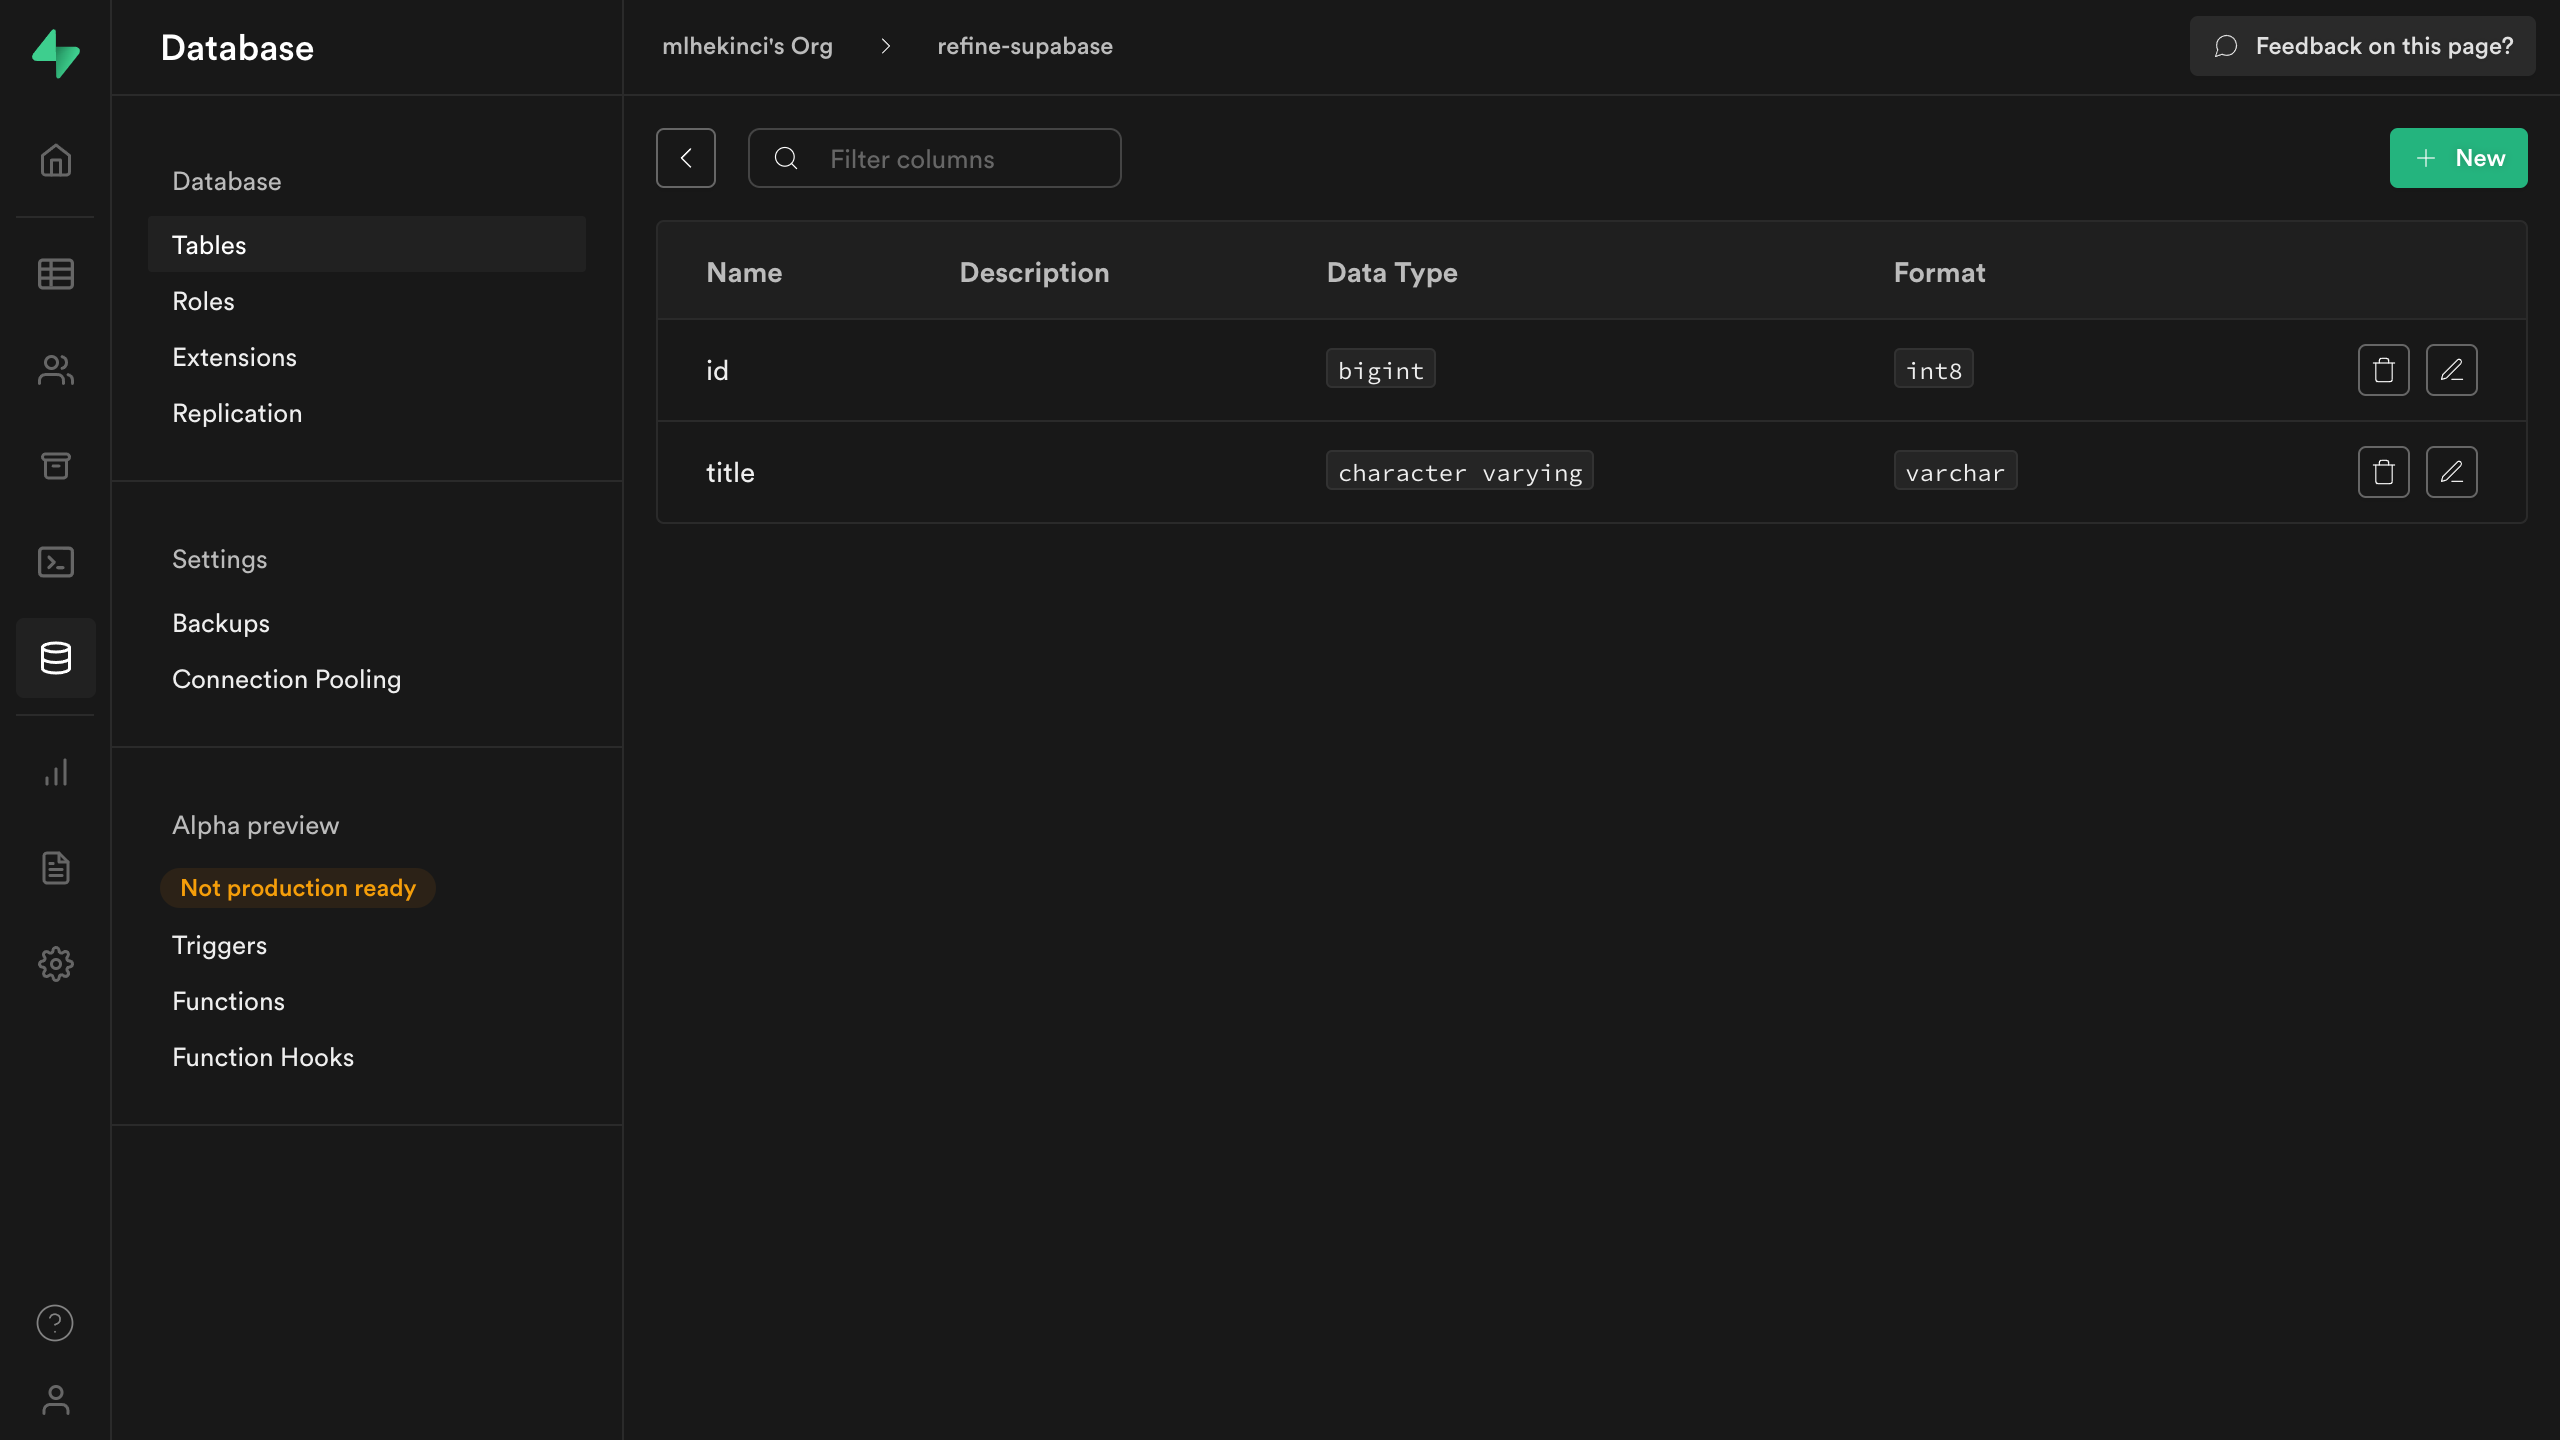 Database
mlhekinci's Org
refine-supabase
Feedback on this page?
Database
Tables
Roles
Extensions
Replication
Settings
Backups
Connection Pooling
Alpha preview
Not production ready
Triggers
Functions
Function Hooks
Filter columns
New
Name Description Data Type Format
id bigint int8
title character varying varchar
?